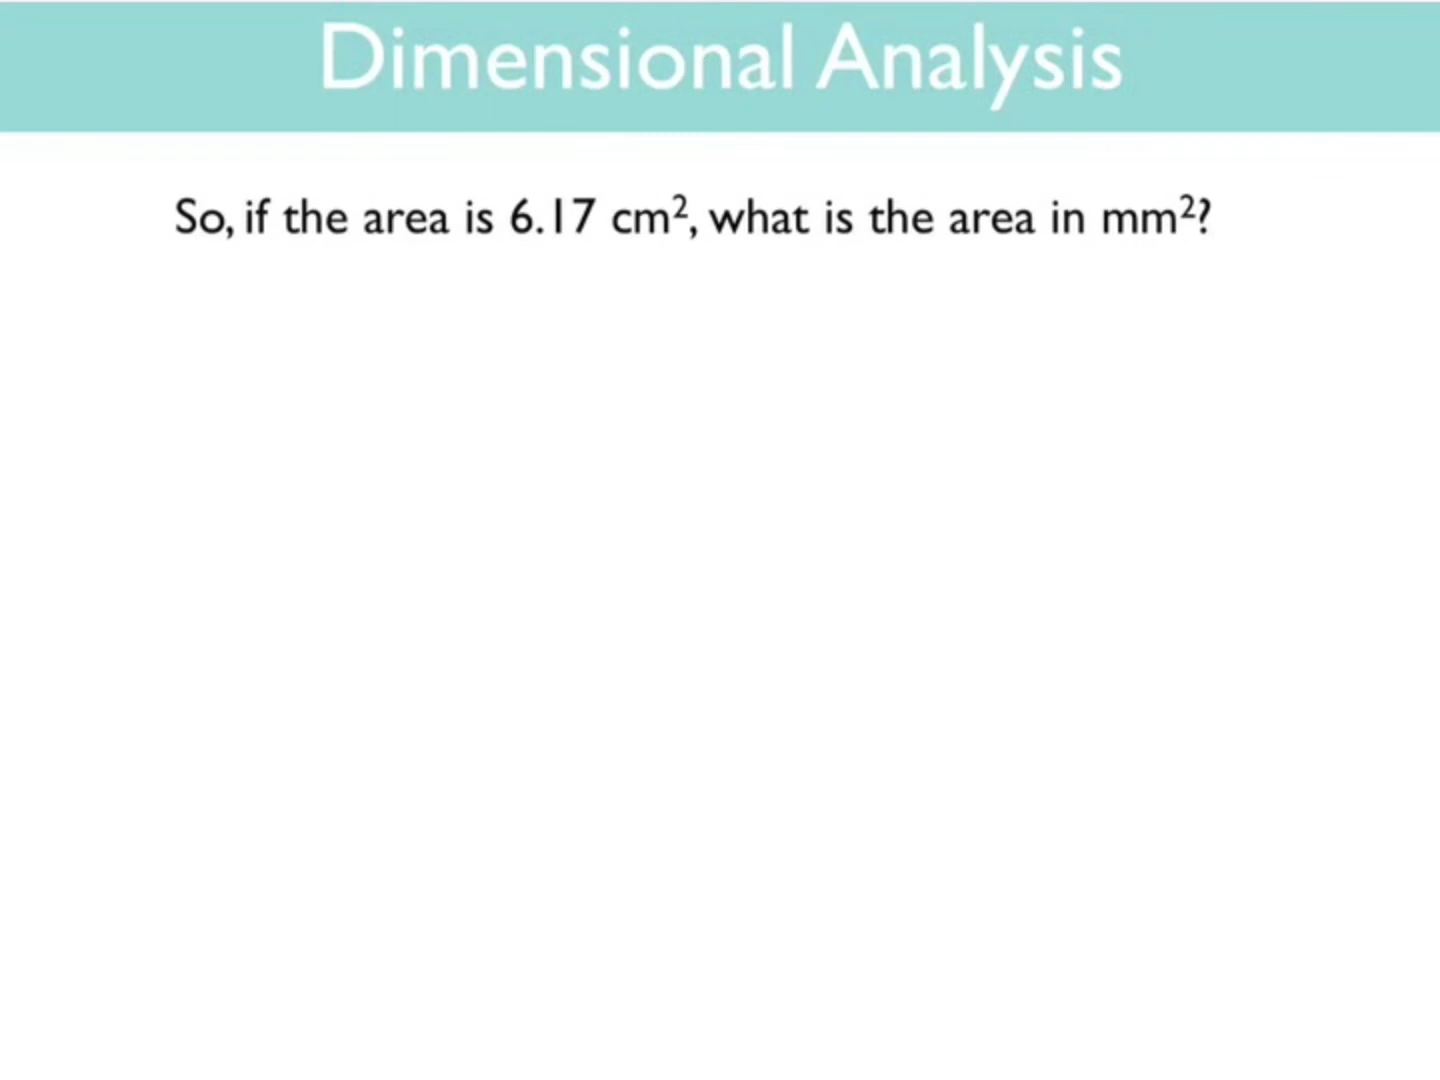 Dimensional Analysis
So, if the area is 6.17 cm², what is the area in mm²?